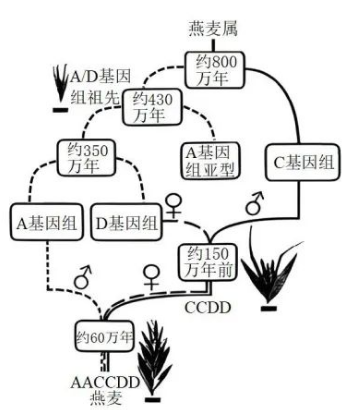 燕麦属
约800
万年
A/D基因
组祖先
约430
万年
约350
万年
A基因
组亚型
C基因组
A基因组
D基因组
♀
♂
约150
万年前
♂
♀
CCDD
约60万年
AACCDD
燕麦